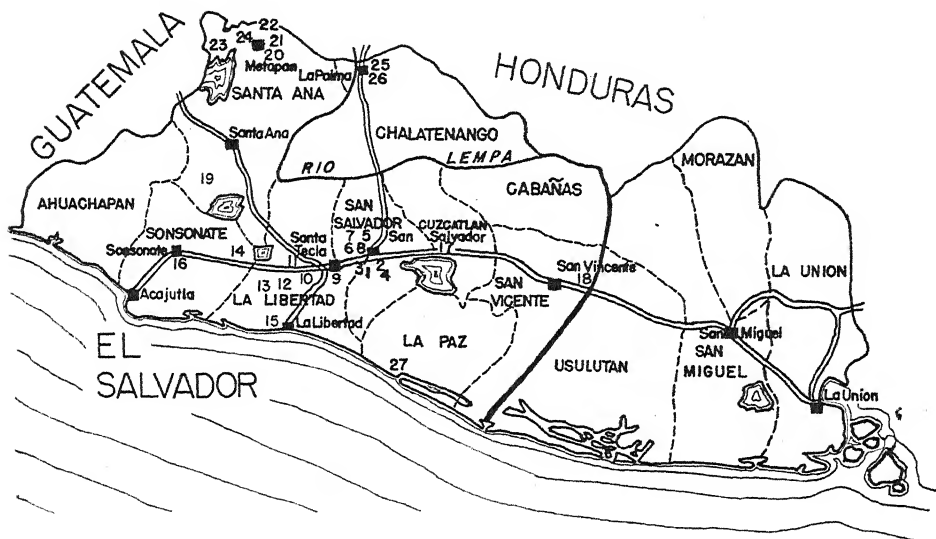 GUATEMALA
HONDURAS
22
24 21
23 20
Metapan
25
26
La Palma
SANTA ANA
CHALATENANGO
Santa Ana
RIO LEMPA
MORAZAN
CABAÑAS
19
AHUACHAPAN
SAN
SALVADOR
CUZCATLAN
SONSONATE
Sonsonate
16
14
Santa
Tecla
7 5
6 8
San Salvador
11
17
13 12 10
9
3 1 2 4
LA LIBERTAD
Acajutla
15
La Libertad
SAN
VICENTE
San Vincente
18
LA UNION
LA PAZ
27
USULUTAN
San Miguel
SAN
MIGUEL
La Union
EL
SALVADOR